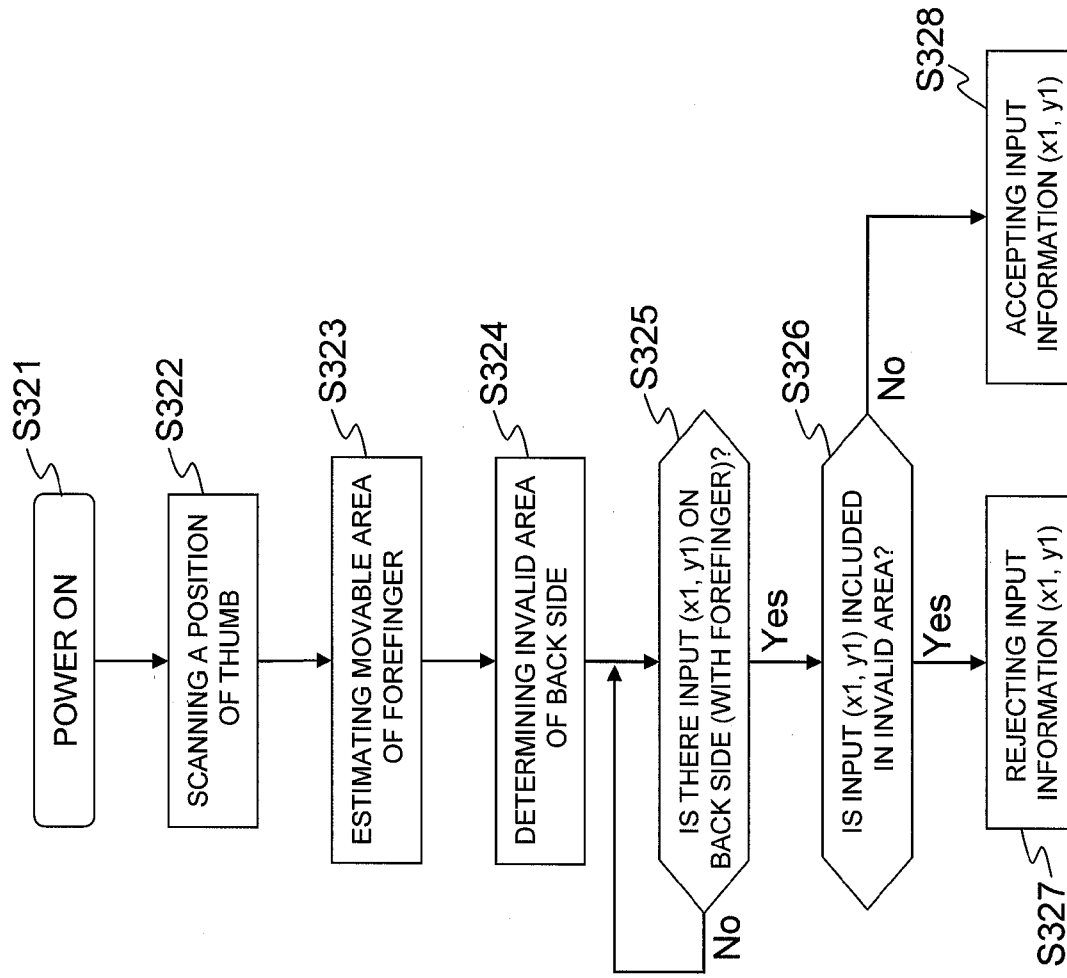 S321
POWER ON
S322
SCANNING A POSITION
OF THUMB
S323
ESTIMATING MOVABLE AREA
OF FOREFINGER
S324
DETERMINING INVALID AREA
OF BACK SIDE
S325
IS THERE INPUT (x1, y1) ON
BACK SIDE (WITH FOREFINGER)?
No
Yes
S326
IS INPUT (x1, y1) INCLUDED
IN INVALID AREA?
No
Yes
S327
REJECTING INPUT
INFORMATION (x1, y1)
S328
ACCEPTING INPUT
INFORMATION (x1, y1)